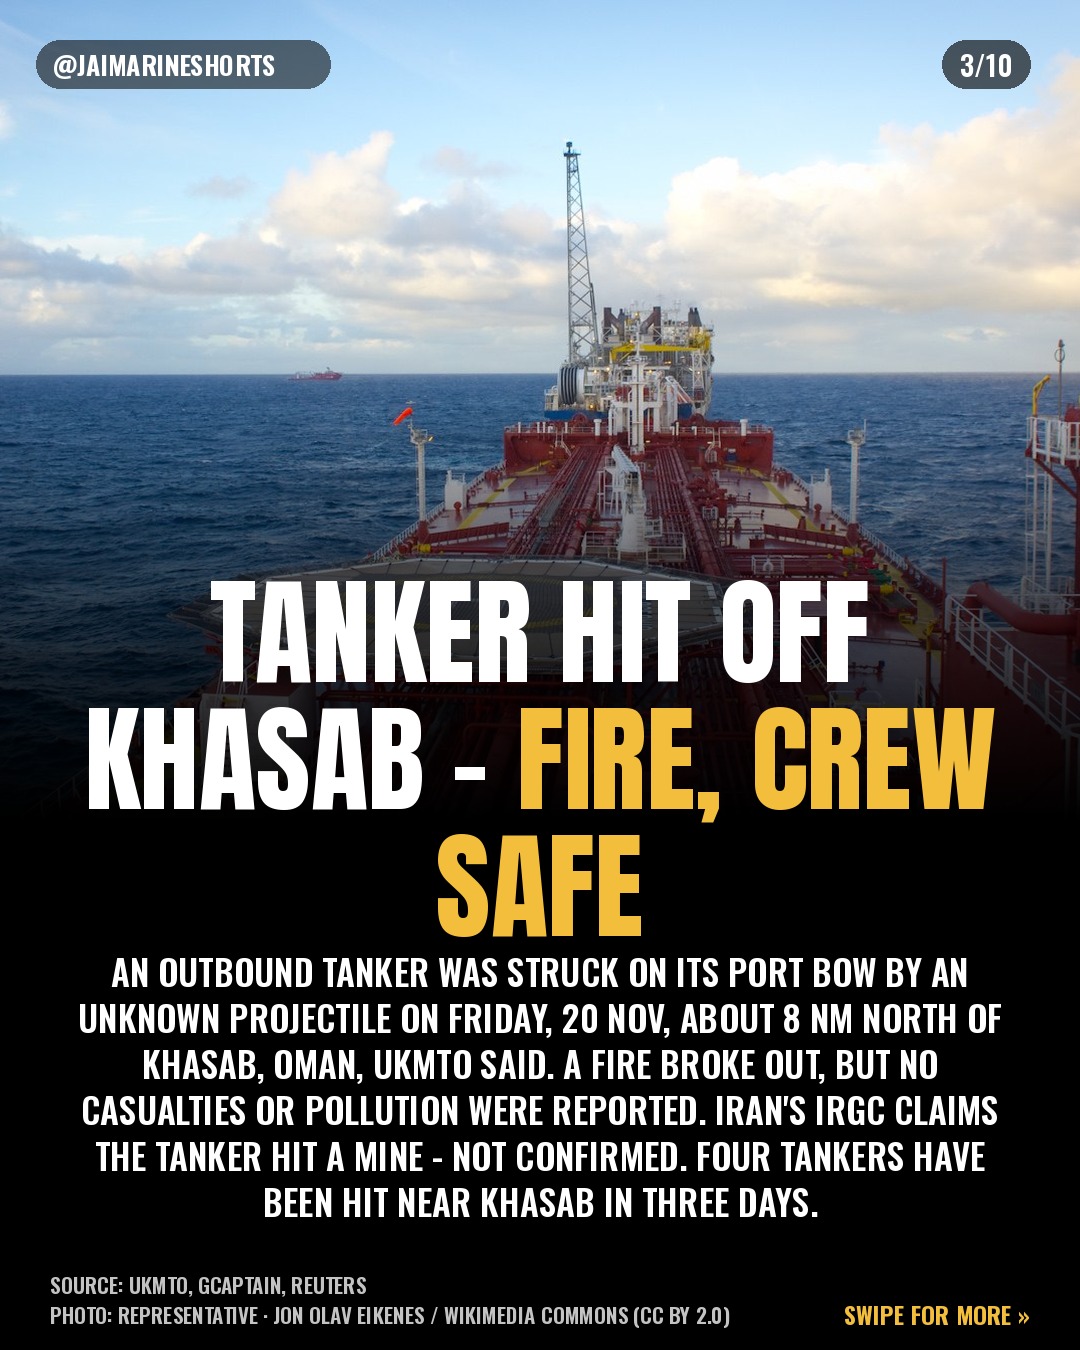 @JAIMARINESHORTS
3/10
TANKER HIT OFF
KHASAB - FIRE, CREW
SAFE
AN OUTBOUND TANKER WAS STRUCK ON ITS PORT BOW BY AN
UNKNOWN PROJECTILE ON FRIDAY, 20 NOV, ABOUT 8 NM NORTH OF
KHASAB, OMAN, UKMTO SAID. A FIRE BROKE OUT, BUT NO
CASUALTIES OR POLLUTION WERE REPORTED. IRAN'S IRGC CLAIMS
THE TANKER HIT A MINE - NOT CONFIRMED. FOUR TANKERS HAVE
BEEN HIT NEAR KHASAB IN THREE DAYS.
SOURCE: UKMTO, GCAPTAIN, REUTERS
PHOTO: REPRESENTATIVE · JON OLAV EIKENES / WIKIMEDIA COMMONS (CC BY 2.0)
SWIPE FOR MORE »